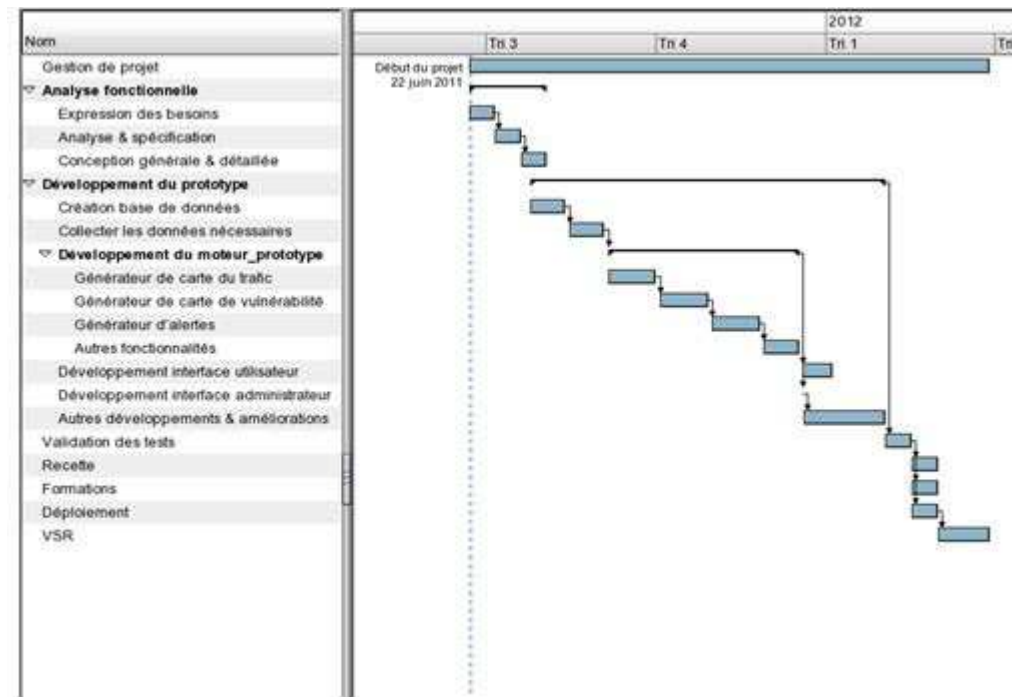 2012
Nom
Tri 3
Tri 4
Tri 1
Tri
Gestion de projet
Début du projet
22 juin 2011
Analyse fonctionnelle
Expression des besoins
Analyse & spécification
Conception générale & détaillée
Développement du prototype
Création base de données
Collecter les données nécessaires
Développement du moteur_prototype
Générateur de carte du trafic
Générateur de carte de vulnérabilité
Générateur d'alertes
Autres fonctionnalités
Développement interface utilisateur
Développement interface administrateur
Autres développements & améliorations
Validation des tests
Recette
Formations
Déploiement
VSR